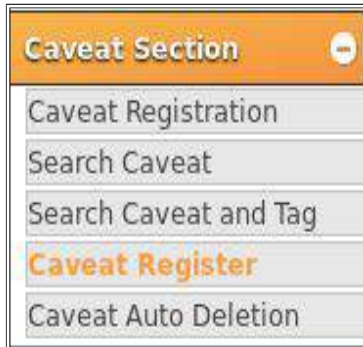 Caveat Section
Caveat Registration
Search Caveat
Search Caveat and Tag
Caveat Register
Caveat Auto Deletion